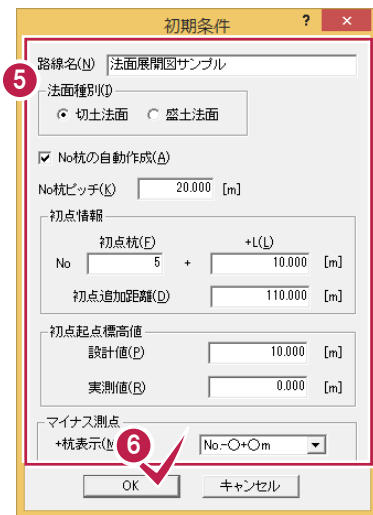 初期条件 ? ×
5
路線名(N) 法面展開図サンプル
法面種別(I)
切土法面 盛土法面
No杭の自動作成(A)
No杭ピッチ(K) 20.000 [m]
初点情報
初点杭(F) +L(L)
No 5 + 10.000 [m]
初点追加距離(D) 110.000 [m]
初点起点標高値
設計値(P) 10.000 [m]
実測値(R) 0.000 [m]
マイナス測点
+杭表示( No.-○+○m
6
OK キャンセル